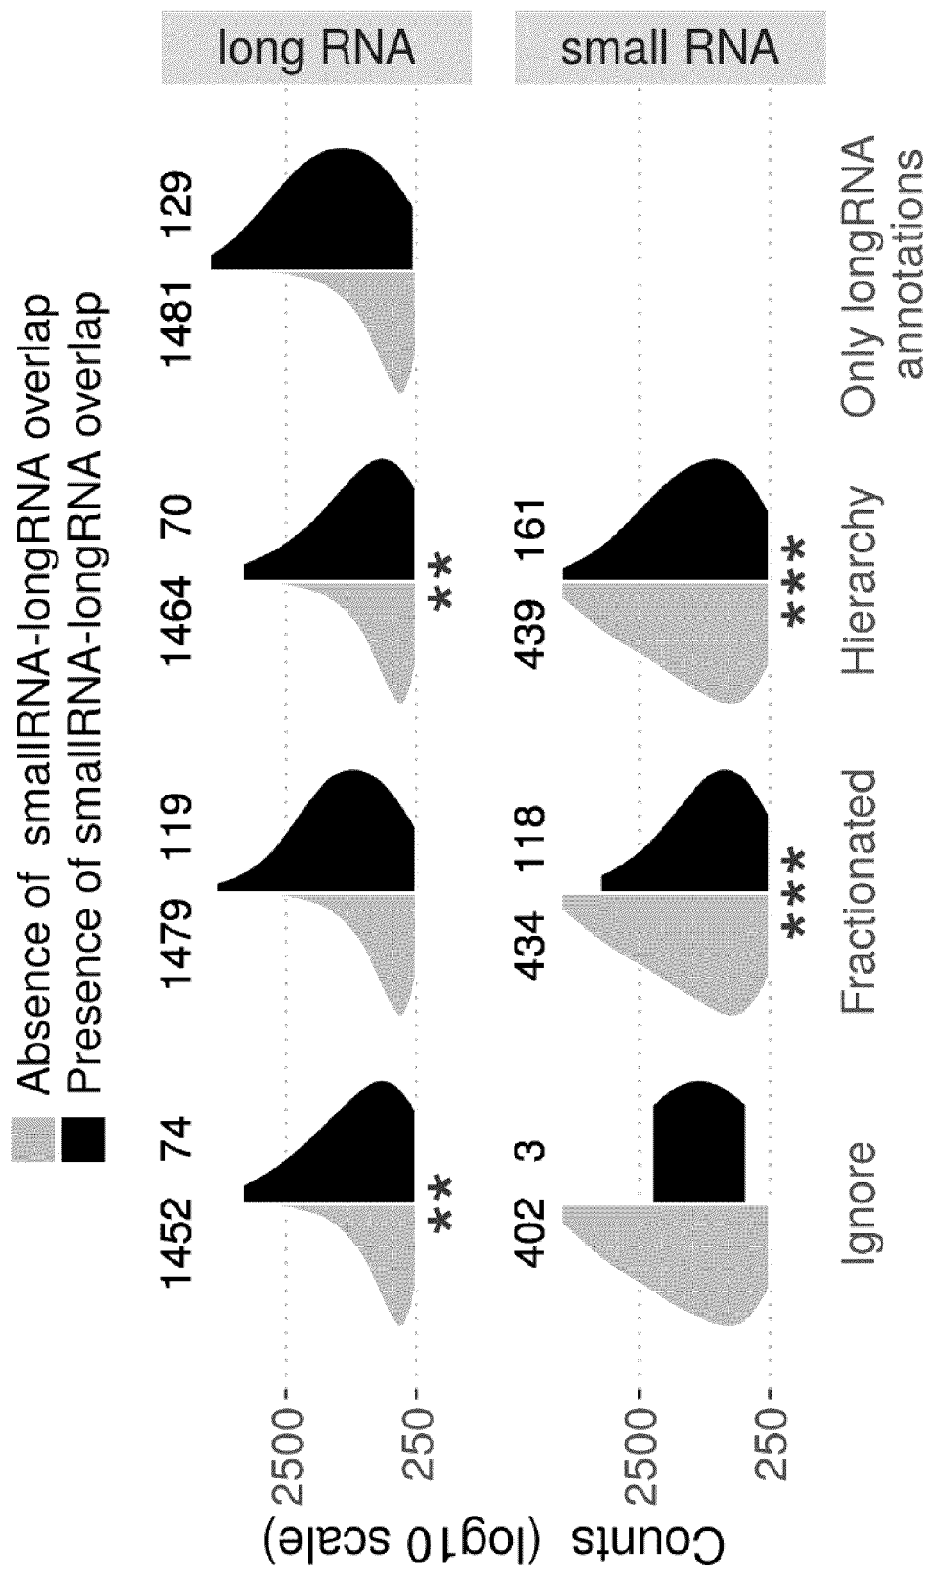 Absence of smallRNA-longRNA overlap
Presence of smallRNA-longRNA overlap
1452 74 1479 119 1464 70 1481 129
long RNA
2500
250
** **
402 3 434 118 439 161
small RNA
2500
250
*** ***
Counts (log10 scale)
Ignore Fractionated Hierarchy Only longRNA
annotations